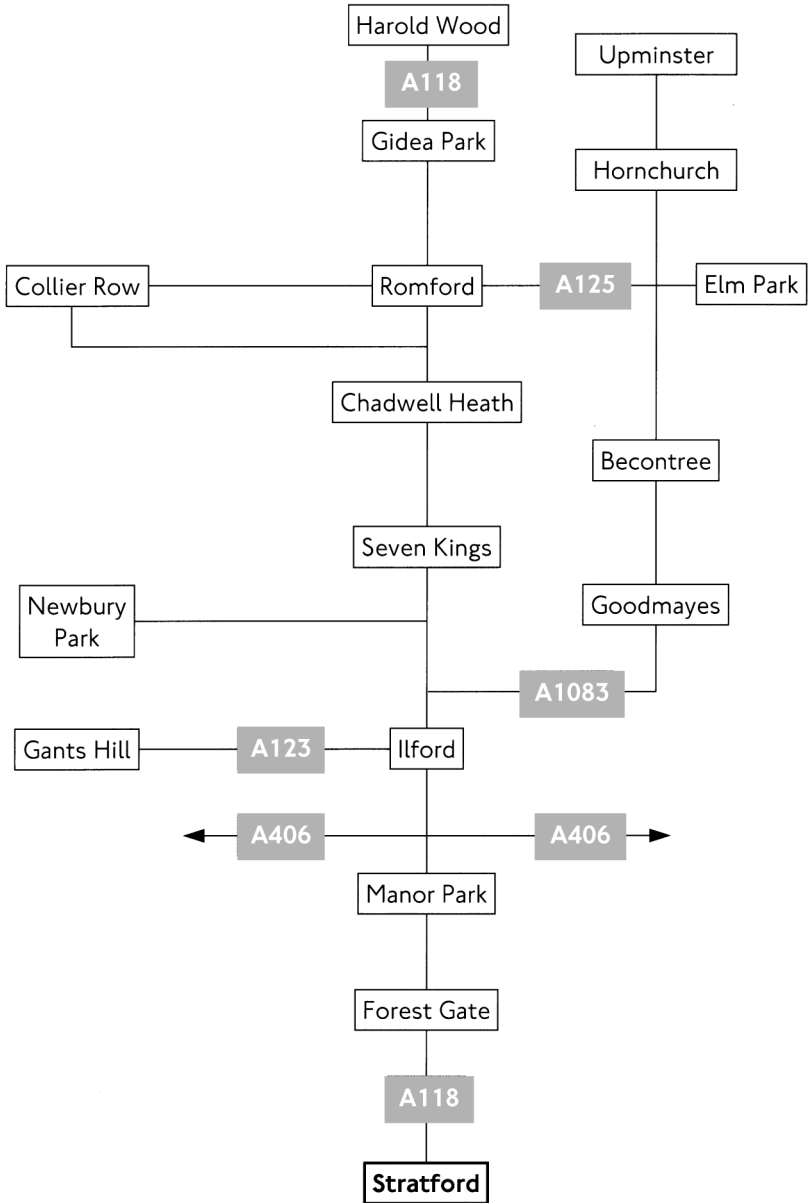 Harold Wood
Upminster
A118
Gidea Park
Hornchurch
Collier Row
Romford
A125
Elm Park
Chadwell Heath
Becontree
Seven Kings
Newbury
Park
Goodmayes
A1083
Gants Hill
A123
Ilford
A406
A406
Manor Park
Forest Gate
A118
Stratford